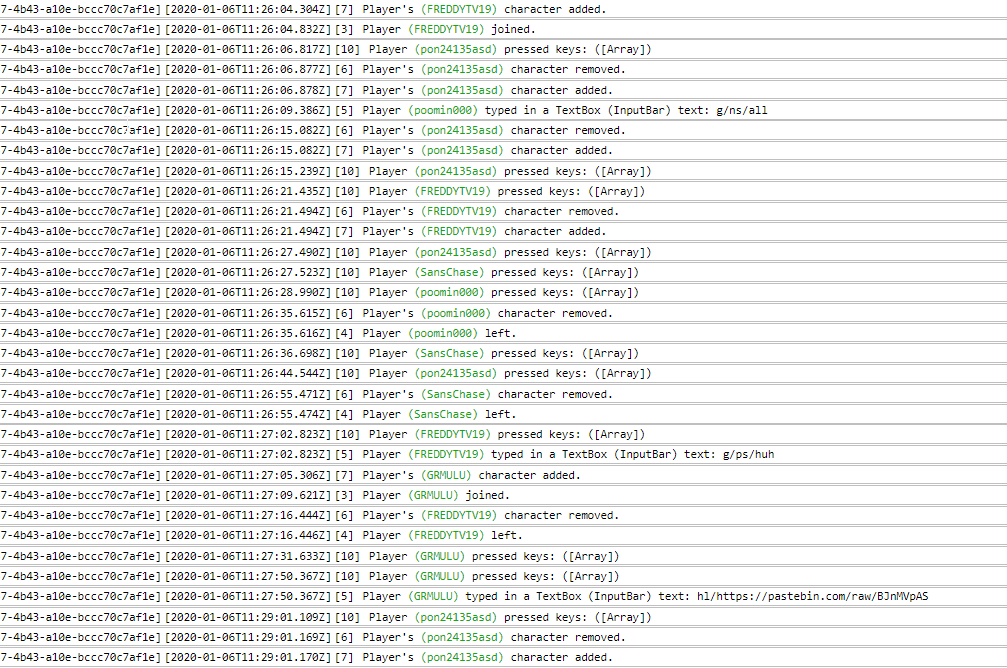 7-4b43-a10e-bccc70c7af1e][2020-01-06T11:26:04.304Z][7] Player's (FREDDYTV19) character added.
7-4b43-a10e-bccc70c7af1e][2020-01-06T11:26:04.832Z][3] Player (FREDDYTV19) joined.
7-4b43-a10e-bccc70c7af1e][2020-01-06T11:26:06.817Z][10] Player (pon24135asd) pressed keys: ([Array])
7-4b43-a10e-bccc70c7af1e][2020-01-06T11:26:06.877Z][6] Player's (pon24135asd) character removed.
7-4b43-a10e-bccc70c7af1e][2020-01-06T11:26:06.878Z][7] Player's (pon24135asd) character added.
7-4b43-a10e-bccc70c7af1e][2020-01-06T11:26:09.386Z][5] Player (poomin000) typed in a TextBox (InputBar) text: g/ns/all
7-4b43-a10e-bccc70c7af1e][2020-01-06T11:26:15.082Z][6] Player's (pon24135asd) character removed.
7-4b43-a10e-bccc70c7af1e][2020-01-06T11:26:15.082Z][7] Player's (pon24135asd) character added.
7-4b43-a10e-bccc70c7af1e][2020-01-06T11:26:15.239Z][10] Player (pon24135asd) pressed keys: ([Array])
7-4b43-a10e-bccc70c7af1e][2020-01-06T11:26:21.435Z][10] Player (FREDDYTV19) pressed keys: ([Array])
7-4b43-a10e-bccc70c7af1e][2020-01-06T11:26:21.494Z][6] Player's (FREDDYTV19) character removed.
7-4b43-a10e-bccc70c7af1e][2020-01-06T11:26:21.494Z][7] Player's (FREDDYTV19) character added.
7-4b43-a10e-bccc70c7af1e][2020-01-06T11:26:27.490Z][10] Player (pon24135asd) pressed keys: ([Array])
7-4b43-a10e-bccc70c7af1e][2020-01-06T11:26:27.523Z][10] Player (SansChase) pressed keys: ([Array])
7-4b43-a10e-bccc70c7af1e][2020-01-06T11:26:28.990Z][10] Player (poomin000) pressed keys: ([Array])
7-4b43-a10e-bccc70c7af1e][2020-01-06T11:26:35.615Z][6] Player's (poomin000) character removed.
7-4b43-a10e-bccc70c7af1e][2020-01-06T11:26:35.616Z][4] Player (poomin000) left.
7-4b43-a10e-bccc70c7af1e][2020-01-06T11:26:36.698Z][10] Player (SansChase) pressed keys: ([Array])
7-4b43-a10e-bccc70c7af1e][2020-01-06T11:26:44.544Z][10] Player (pon24135asd) pressed keys: ([Array])
7-4b43-a10e-bccc70c7af1e][2020-01-06T11:26:55.471Z][6] Player's (SansChase) character removed.
7-4b43-a10e-bccc70c7af1e][2020-01-06T11:26:55.474Z][4] Player (SansChase) left.
7-4b43-a10e-bccc70c7af1e][2020-01-06T11:27:02.823Z][10] Player (FREDDYTV19) pressed keys: ([Array])
7-4b43-a10e-bccc70c7af1e][2020-01-06T11:27:02.823Z][5] Player (FREDDYTV19) typed in a TextBox (InputBar) text: g/ps/huh
7-4b43-a10e-bccc70c7af1e][2020-01-06T11:27:05.306Z][7] Player's (GRMULU) character added.
7-4b43-a10e-bccc70c7af1e][2020-01-06T11:27:09.621Z][3] Player (GRMULU) joined.
7-4b43-a10e-bccc70c7af1e][2020-01-06T11:27:16.444Z][6] Player's (FREDDYTV19) character removed.
7-4b43-a10e-bccc70c7af1e][2020-01-06T11:27:16.446Z][4] Player (FREDDYTV19) left.
7-4b43-a10e-bccc70c7af1e][2020-01-06T11:27:31.633Z][10] Player (GRMULU) pressed keys: ([Array])
7-4b43-a10e-bccc70c7af1e][2020-01-06T11:27:50.367Z][10] Player (GRMULU) pressed keys: ([Array])
7-4b43-a10e-bccc70c7af1e][2020-01-06T11:27:50.367Z][5] Player (GRMULU) typed in a TextBox (InputBar) text: hl/https://pastebin.com/raw/BJnMVpAS
7-4b43-a10e-bccc70c7af1e][2020-01-06T11:29:01.109Z][10] Player (pon24135asd) pressed keys: ([Array])
7-4b43-a10e-bccc70c7af1e][2020-01-06T11:29:01.169Z][6] Player's (pon24135asd) character removed.
7-4b43-a10e-bccc70c7af1e][2020-01-06T11:29:01.170Z][7] Player's (pon24135asd) character added.